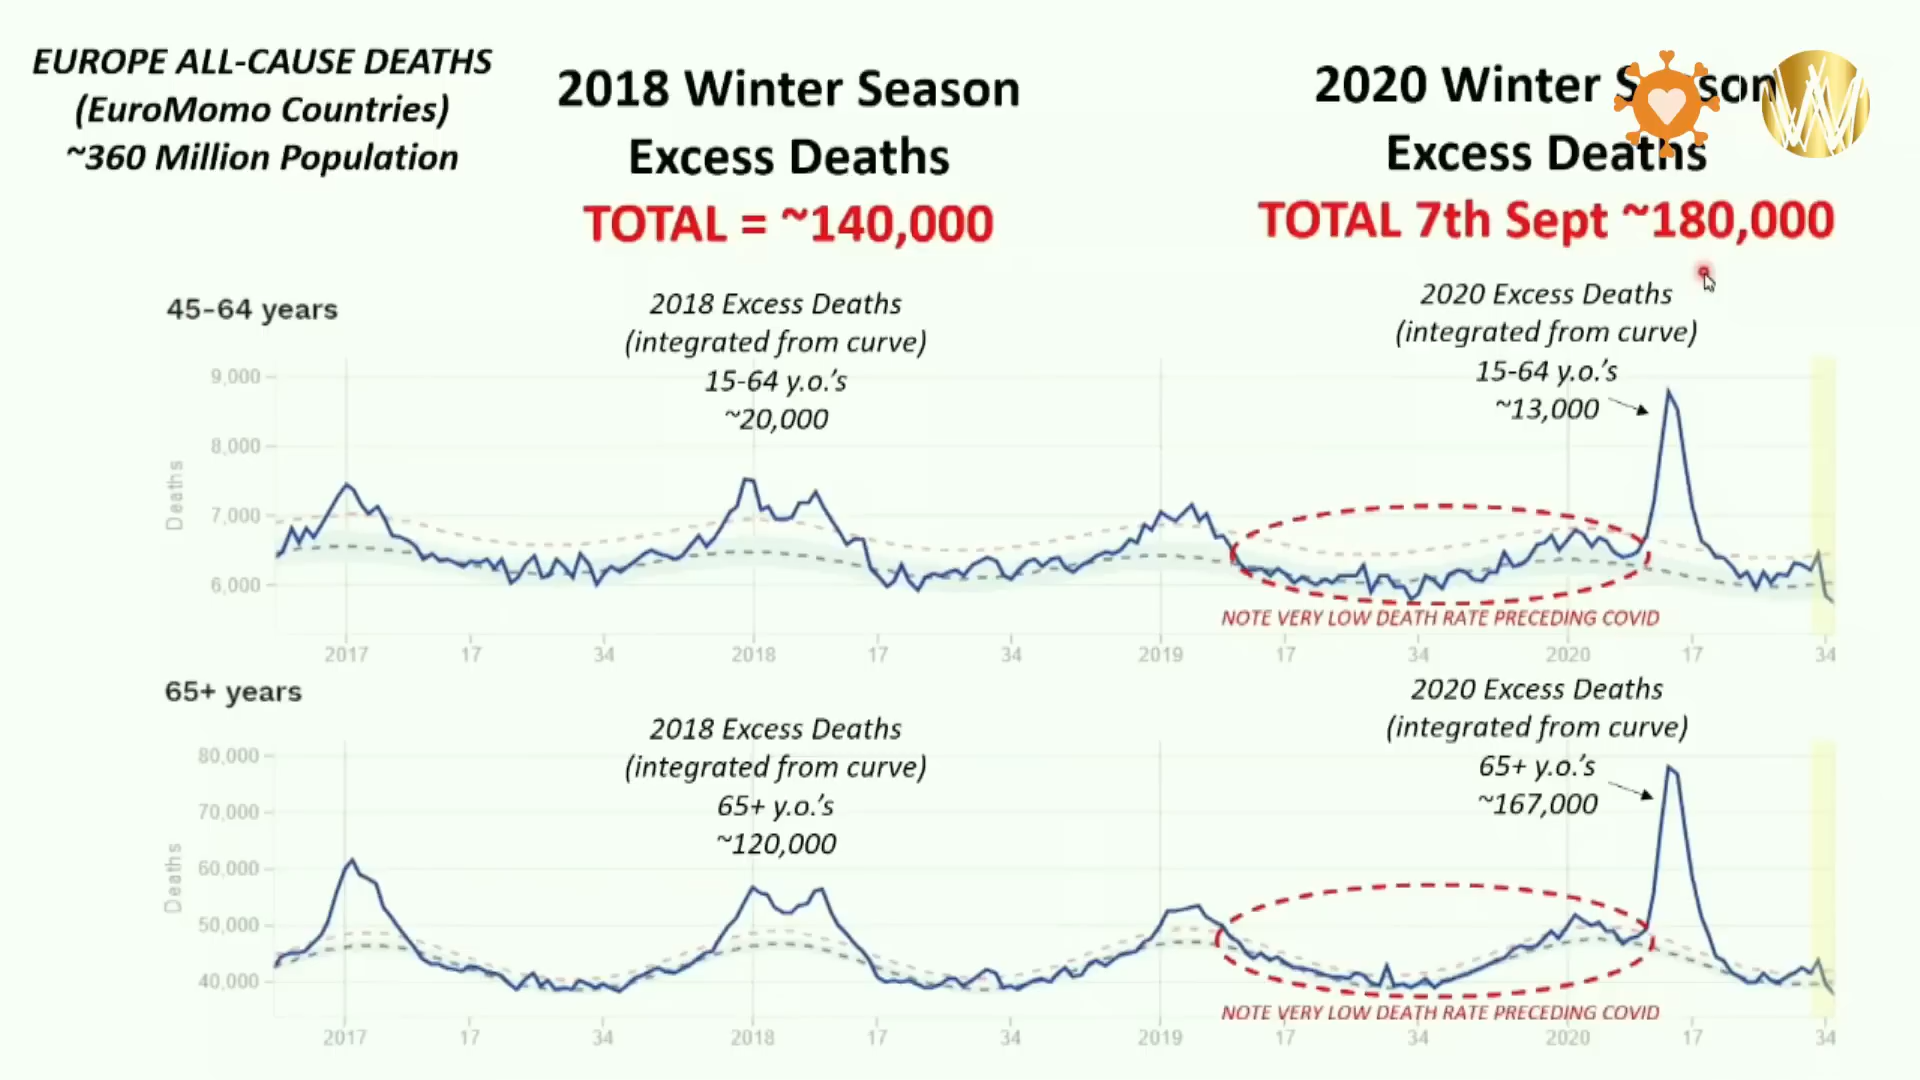 EUROPE ALL-CAUSE DEATHS
(EuroMomo Countries)
~360 Million Population
2018 Winter Season
Excess Deaths
TOTAL = ~140,000
2020 Winter Season
Excess Deaths
TOTAL 7th Sept ~180,000
45-64 years
2018 Excess Deaths
(integrated from curve)
15-64 y.o.'s
~20,000
2020 Excess Deaths
(integrated from curve)
15-64 y.o.'s
~13,000
Deaths
9,000
8,000
7,000
6,000
NOTE VERY LOW DEATH RATE PRECEDING COVID
2017 17 34 2018 17 34 2019 17 34 2020 17 34
65+ years
2018 Excess Deaths
(integrated from curve)
65+ y.o.'s
~120,000
2020 Excess Deaths
(integrated from curve)
65+ y.o.'s
~167,000
Deaths
80,000
70,000
60,000
50,000
40,000
NOTE VERY LOW DEATH RATE PRECEDING COVID
2017 17 34 2018 17 34 2019 17 34 2020 17 34